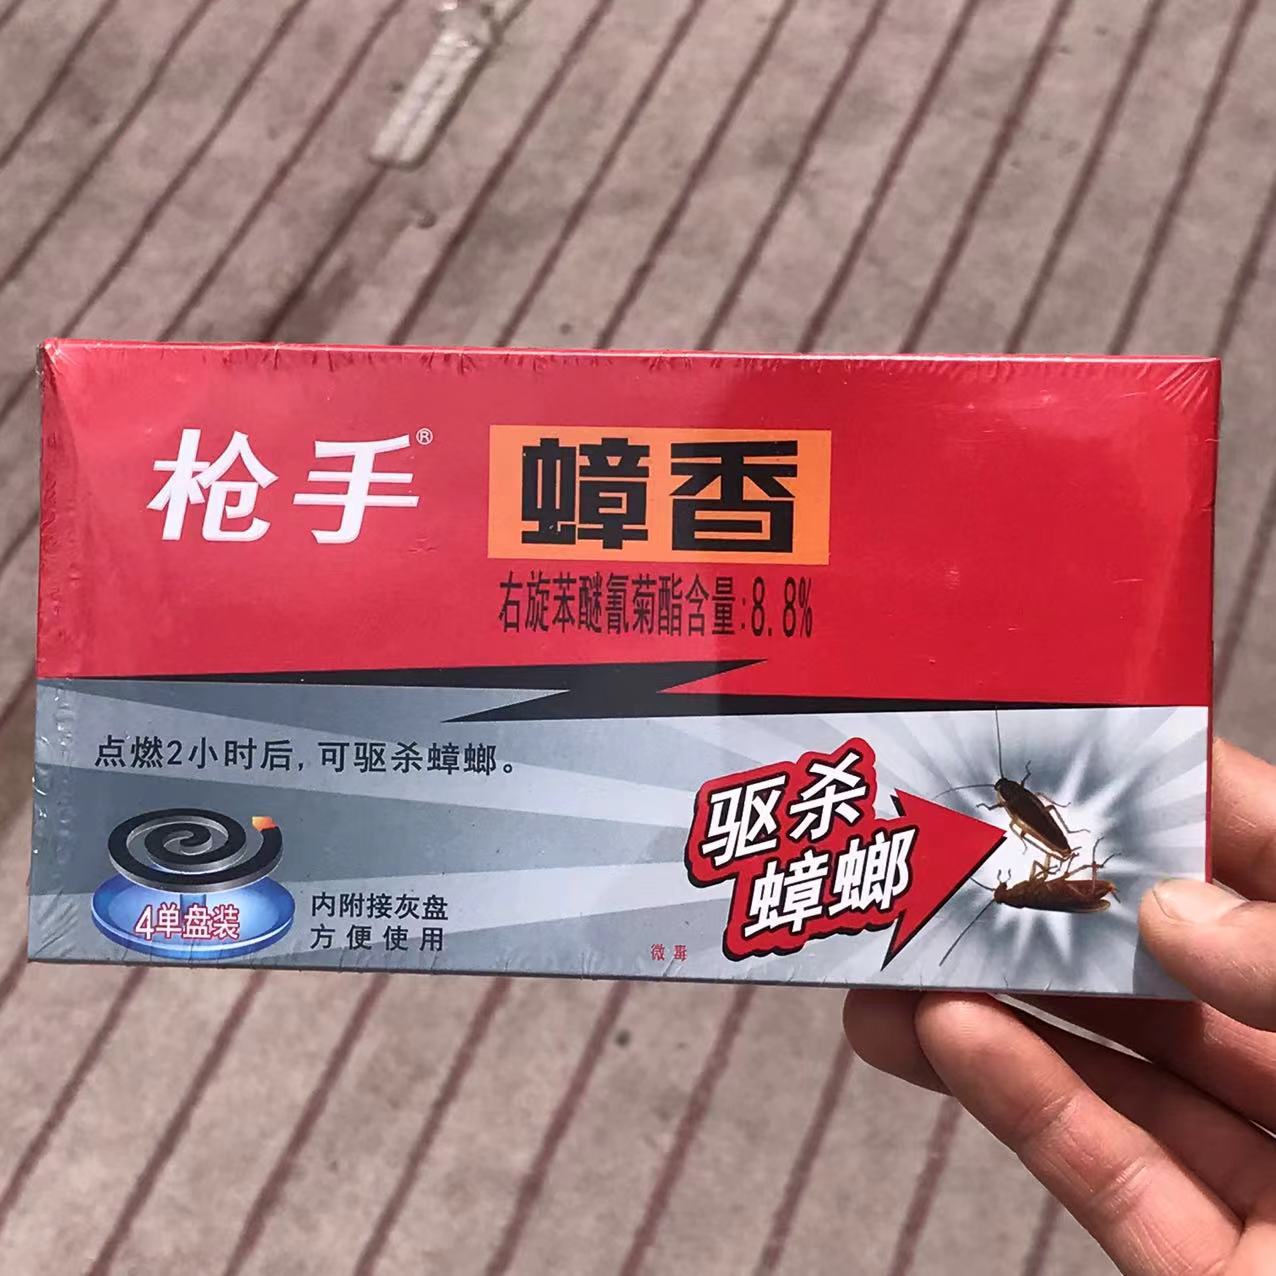 枪手® 蟑香
右旋苯醚氰菊酯含量:8.8%
点燃2小时后,可驱杀蟑螂。
驱杀
蟑螂
4单盘装
内附接灰盘
方便使用
微毒